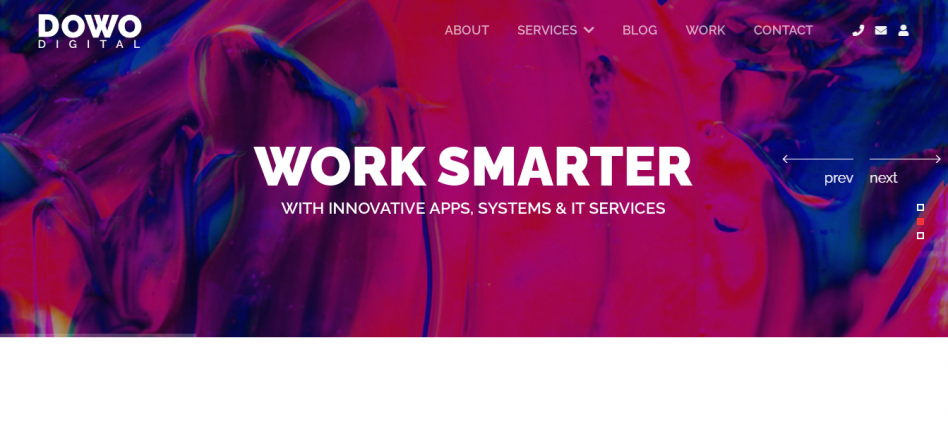 DOWO
DIGITAL
ABOUT SERVICES BLOG WORK CONTACT
WORK SMARTER
WITH INNOVATIVE APPS, SYSTEMS & IT SERVICES
prev next